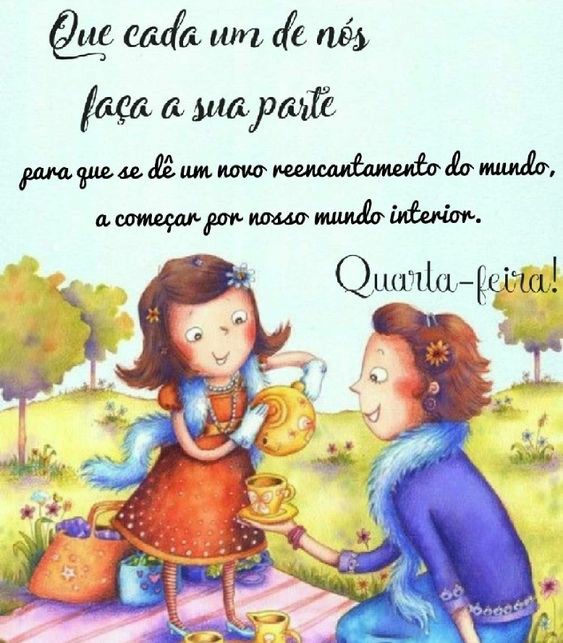 Que cada um de nós
faça a sua parte
para que se dê um novo reencantamento do mundo,
a começar por nosso mundo interior.
Quarta-feira!